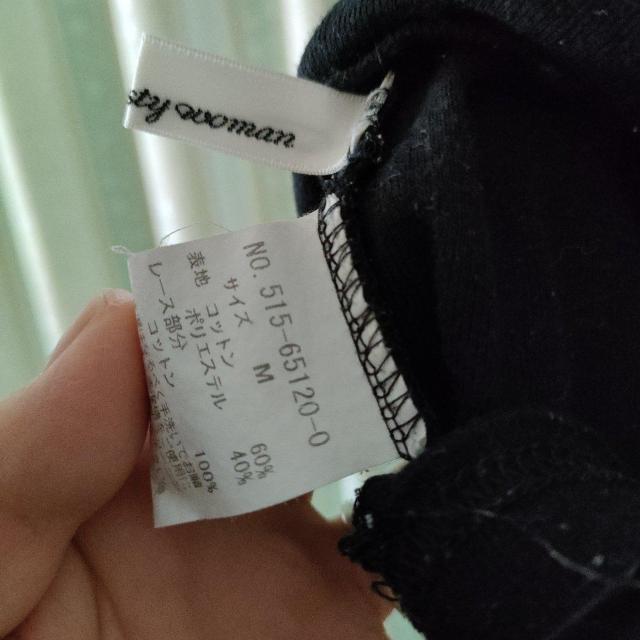 ty woman
NO. 515-65120-0
サイズ M
表地 コットン 60%
ポリエステル 40%
レース部分
コットン 100%